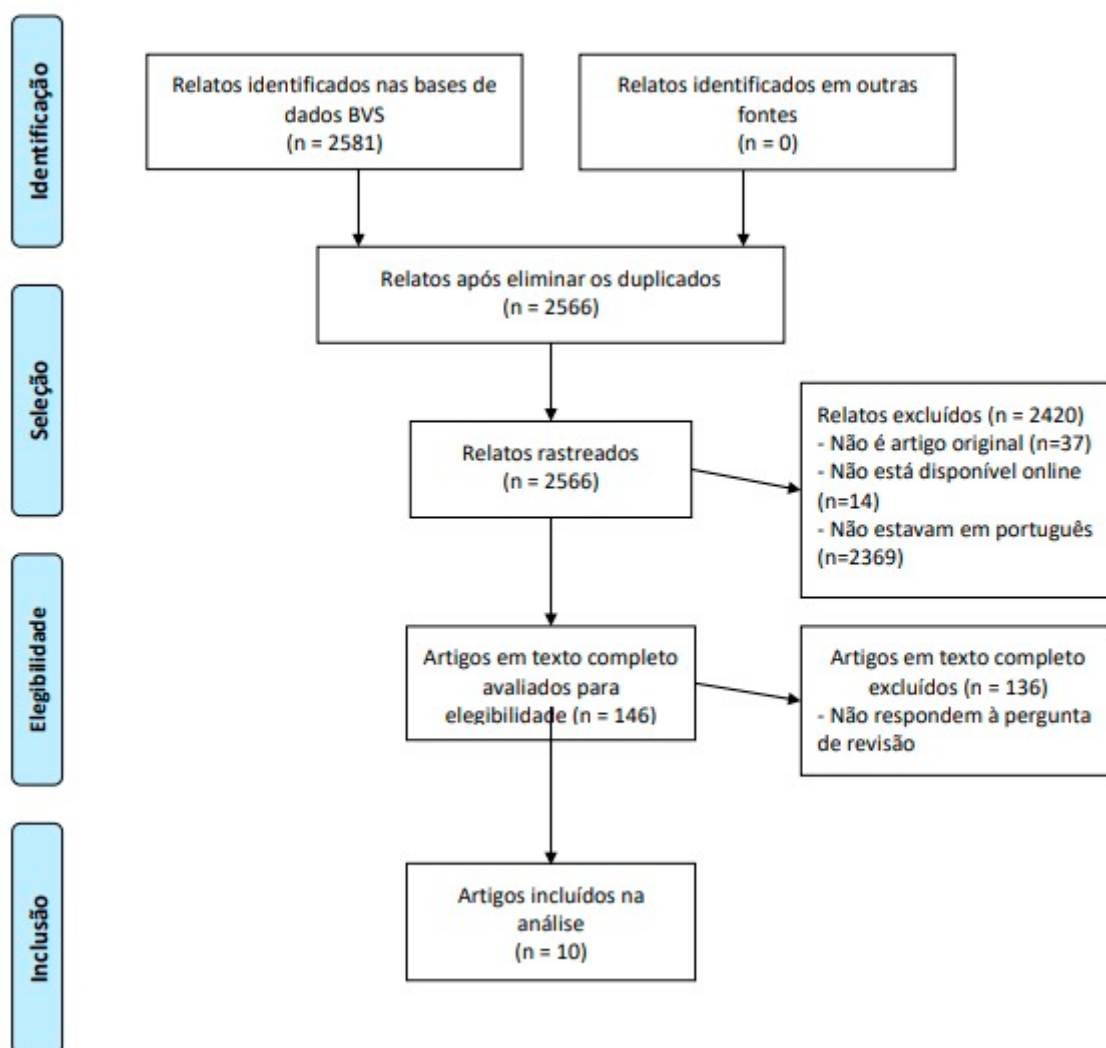 Identificação
Relatos identificados nas bases de
dados BVS
(n = 2581)
Relatos identificados em outras
fontes
(n = 0)
Seleção
Relatos após eliminar os duplicados
(n = 2566)
Relatos rastreados
(n = 2566)
Relatos excluídos (n = 2420)
- Não é artigo original (n=37)
- Não está disponível online
(n=14)
- Não estavam em português
(n=2369)
Elegibilidade
Artigos em texto completo
avaliados para
elegibilidade (n = 146)
Artigos em texto completo
excluídos (n = 136)
- Não respondem à pergunta
de revisão
Inclusão
Artigos incluídos na
análise
(n = 10)